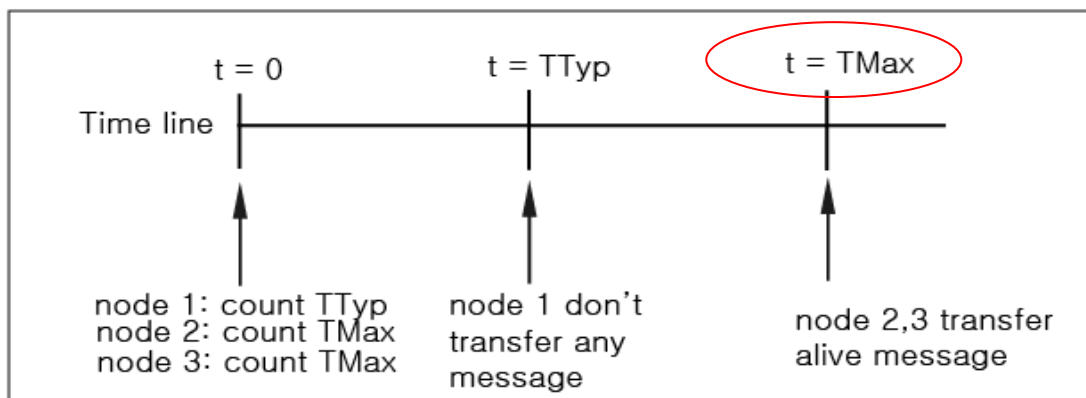 t = 0
t = TTyp
t = TMax
Time line
node 1: count TTyp
node 2: count TMax
node 3: count TMax
node 1 don't
transfer any
message
node 2,3 transfer
alive message